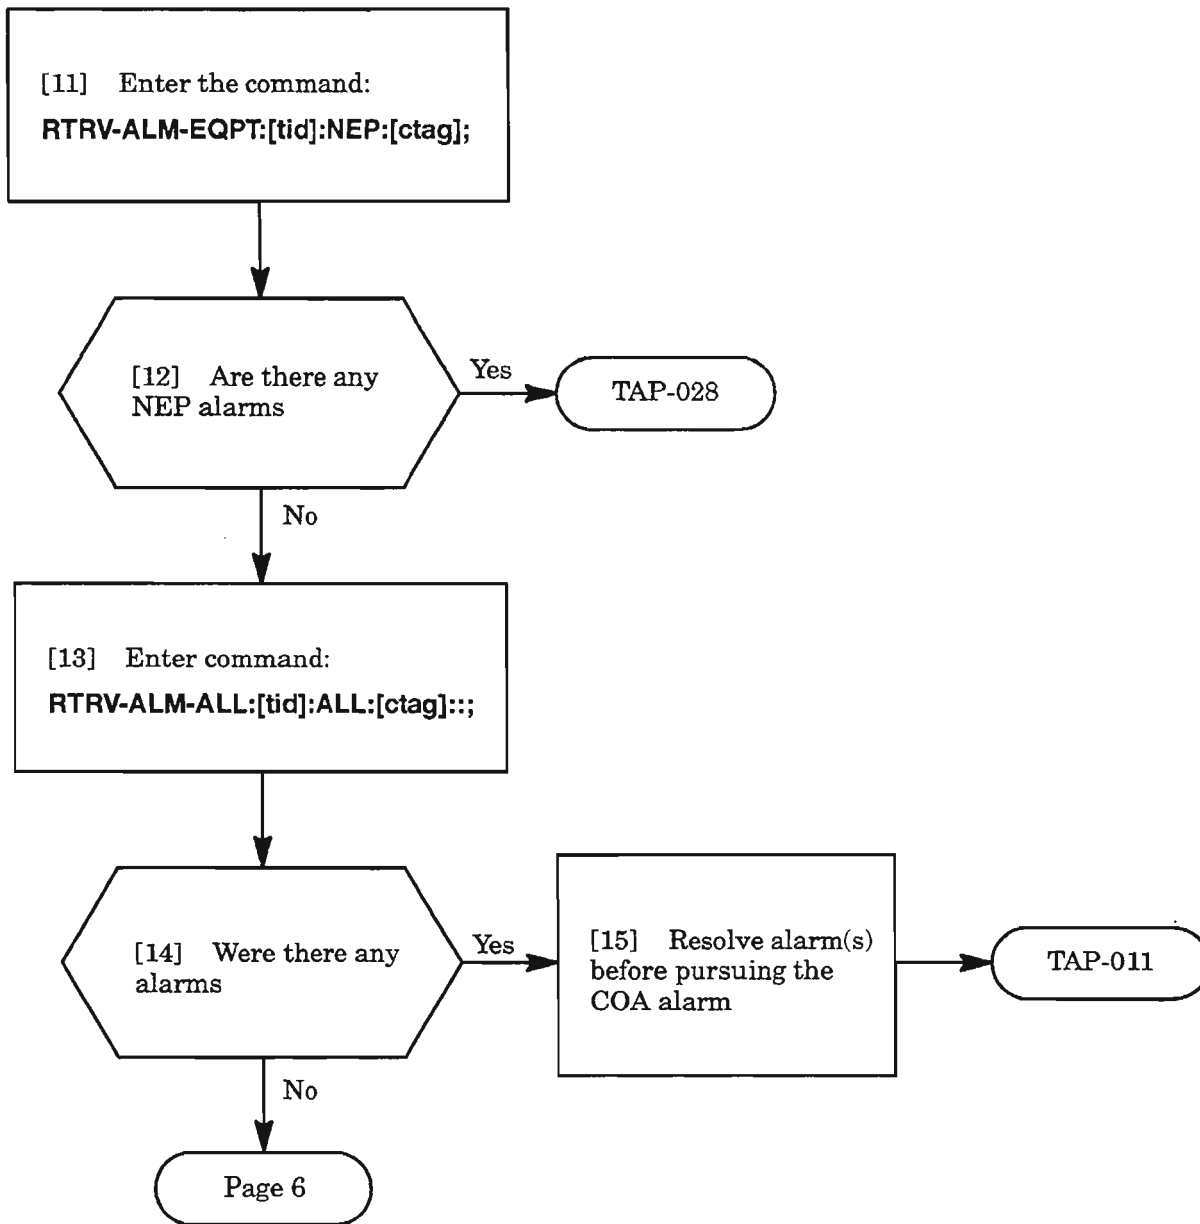 [11] Enter the command:
RTRV-ALM-EQPT:[tid]:NEP:[ctag];
[12] Are there any
NEP alarms
Yes
TAP-028
No
[13] Enter command:
RTRV-ALM-ALL:[tid]:ALL:[ctag]::;
[14] Were there any
alarms
Yes
[15] Resolve alarm(s)
before pursuing the
COA alarm
TAP-011
No
Page 6